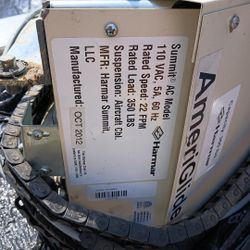 Summit® AC Model
110 VAC, 5A, 60 Hz
Rated Speed: 22 FPM
Rated Load: 350 LBS
Suspension: Aircraft Cbl.
MFR: Harmar Summit,
LLC
Manufactured: OCT 2012
Harmar
AmeriGlide